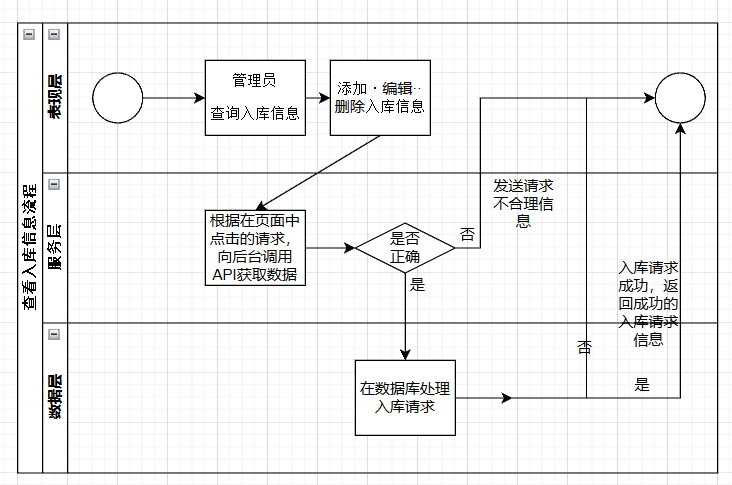 查看入库信息流程
表现层
管理员
查询入库信息
添加·编辑··
删除入库信息
服务层
根据在页面中
点击的请求，
向后台调用
API获取数据
是否
正确
否
是
发送请求
不合理信
息
入库请求
成功，返
回成功的
入库请求
信息
数据层
在数据库处理
入库请求
否
是